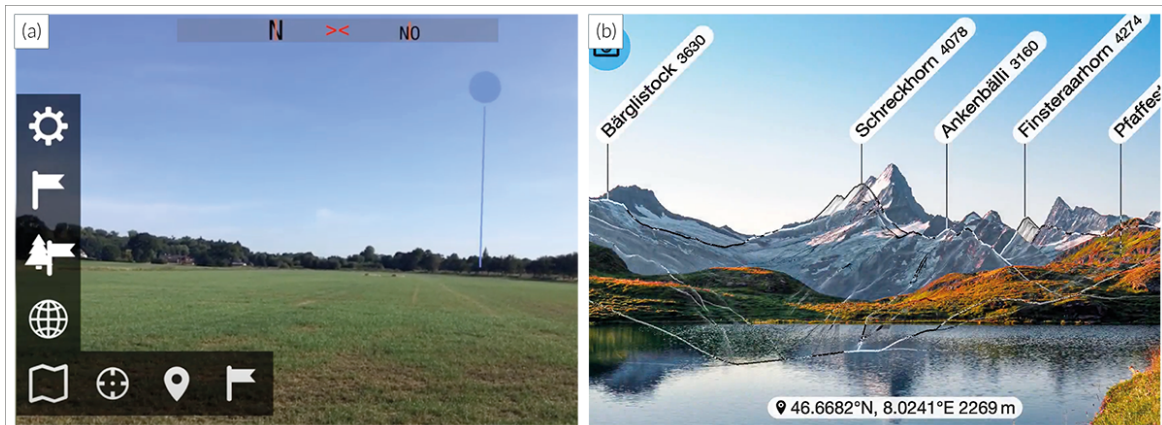 (a)
N >< NO
(b)
Bärglistock 3630
Schreckhorn 4078
Ankenbälli 3160
Finsteraarhorn 4274
46.6682°N, 8.0241°E 2269 m